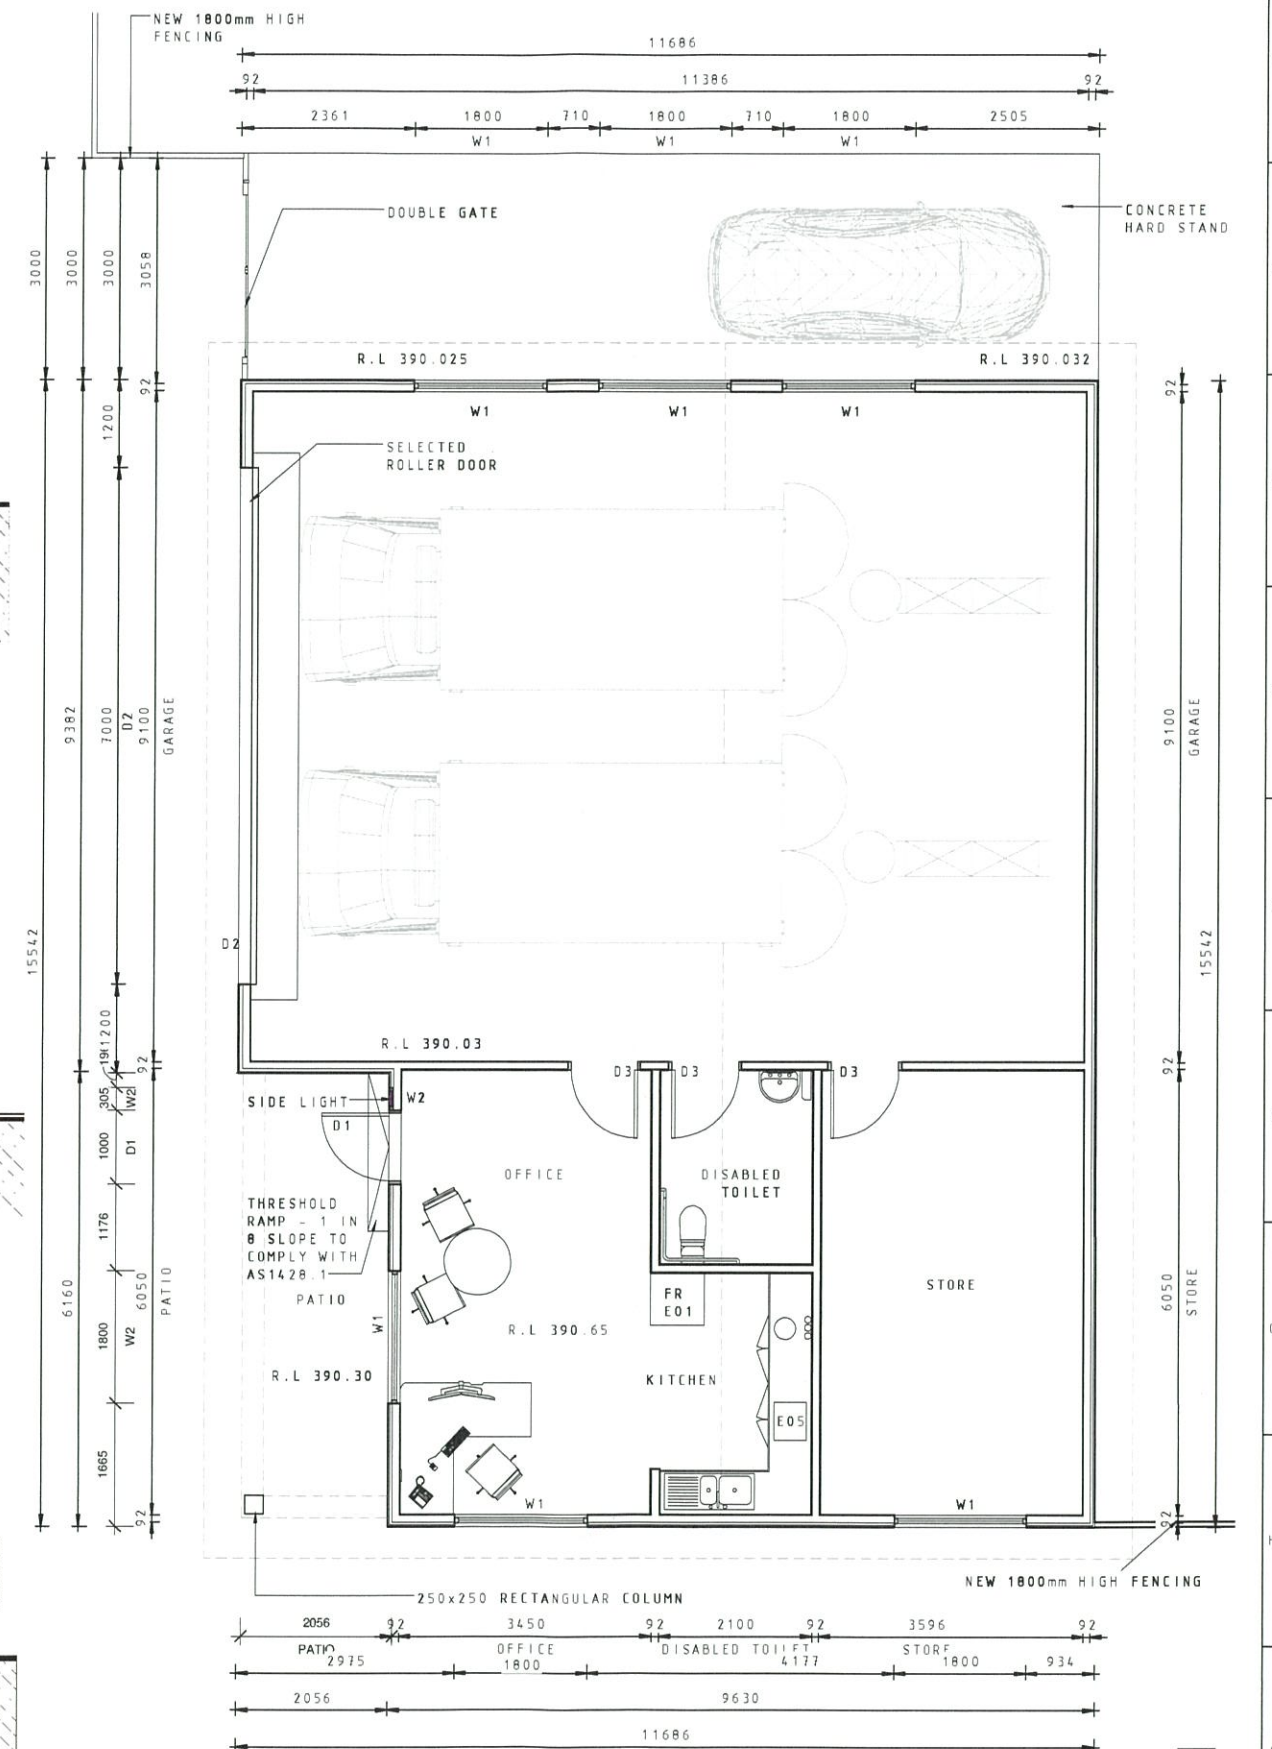 NEW 1800mm HIGH
FENCING
11686
92
11386
92
2361
1800
710
1800
710
1800
2505
W1
W1
W1
DOUBLE GATE
CONCRETE
HARD STAND
3000
3000
3000
3058
R.L 390.025
R.L 390.032
92
92
W1
W1
W1
1200
SELECTED
ROLLER DOOR
9382
7000
D2
9100
GARAGE
9100
GARAGE
D2
15542
15542
1200
R.L 390.03
92
92
D3
D3
D3
305
W2
SIDE LIGHT
W2
D1
1000
D1
OFFICE
DISABLED
TOILET
THRESHOLD
RAMP - 1 IN
8 SLOPE TO
COMPLY WITH
AS1428.1
1176
PATIO
6160
6050
PATIO
FR
E01
STORE
6050
STORE
W1
R.L 390.65
1800
W2
R.L 390.30
KITCHEN
E05
1665
W1
W1
92
92
NEW 1800mm HIGH FENCING
250x250 RECTANGULAR COLUMN
2056
92
3450
92
2100
92
3596
92
PATIO
OFFICE
DISABLED TOILET
STORE
2975
1800
4177
1800
934
2056
9630
11686